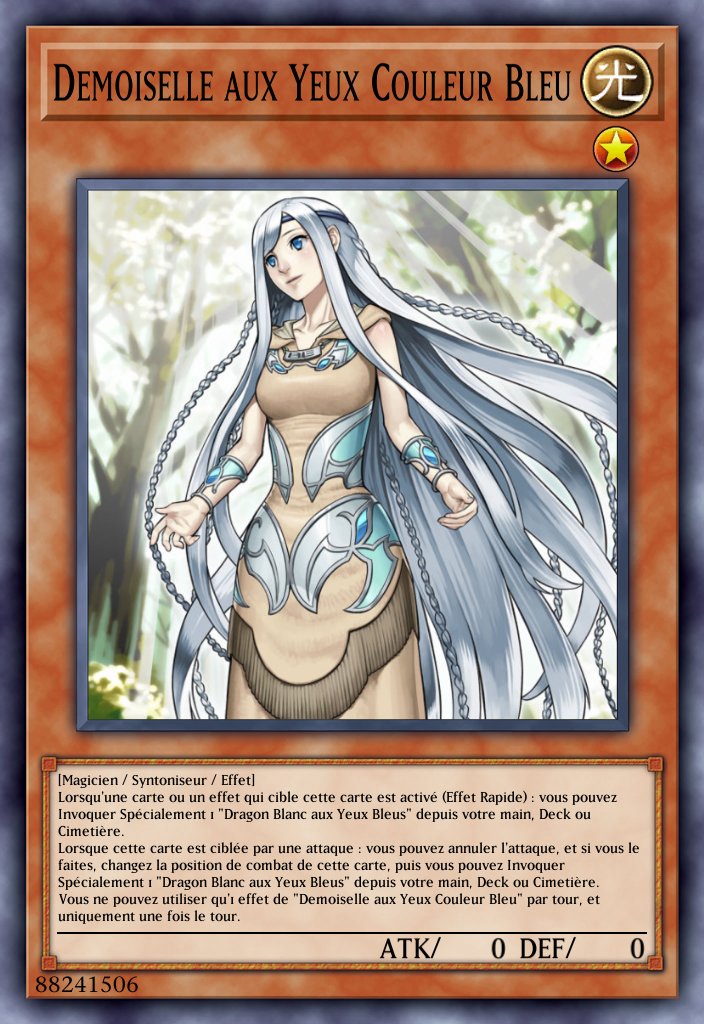 Demoiselle aux Yeux Couleur Bleu
光
[Magicien / Syntoniseur / Effet]
Lorsqu'une carte ou un effet qui cible cette carte est activé (Effet Rapide) : vous pouvez
Invoquer Spécialement 1 "Dragon Blanc aux Yeux Bleus" depuis votre main, Deck ou
Cimetière.
Lorsque cette carte est ciblée par une attaque : vous pouvez annuler l'attaque, et si vous le
faites, changez la position de combat de cette carte, puis vous pouvez Invoquer
Spécialement 1 "Dragon Blanc aux Yeux Bleus" depuis votre main, Deck ou Cimetière.
Vous ne pouvez utiliser qu'1 effet de "Demoiselle aux Yeux Couleur Bleu" par tour, et
uniquement une fois le tour.
ATK/ 0 DEF/ 0
88241506